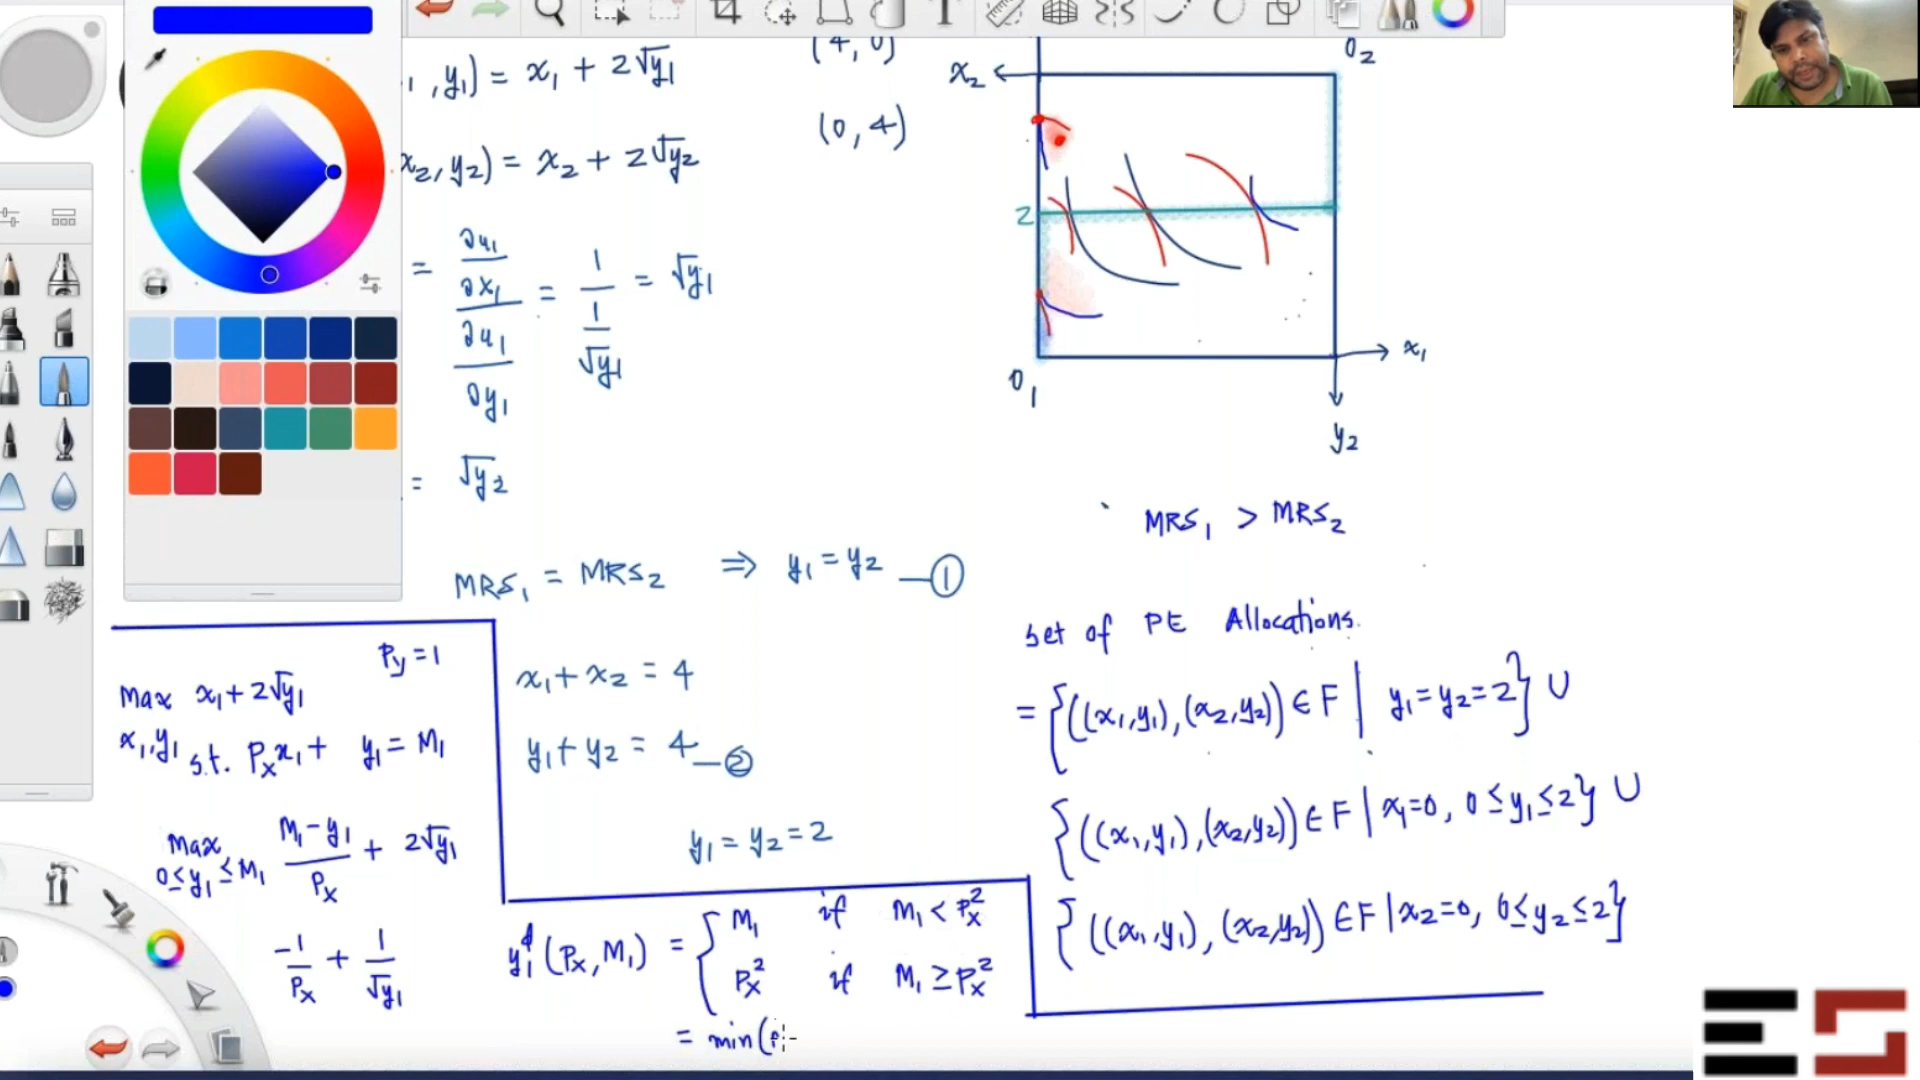 ₁, y₁) = x₁ + 2√y₁
x₂, y₂) = x₂ + 2√y₂
= ∂u₁/∂x₁ / ∂u₁/∂y₁ = 1 / 1/√y₁ = √y₁
= √y₂
MRS₁ = MRS₂ ⇒ y₁ = y₂ —①
x₁ + x₂ = 4
y₁ + y₂ = 4 —②
y₁ = y₂ = 2
(4, 0)
(0, 4)
x₂
0₂
2
0₁
x₁
y₂
MRS₁ > MRS₂
Set of PE Allocations.
= {((x₁,y₁), (x₂,y₂)) ∈ F | y₁ = y₂ = 2} ∪
{((x₁,y₁), (x₂,y₂)) ∈ F | x₁=0, 0 ≤ y₁ ≤ 2} ∪
{((x₁,y₁), (x₂,y₂)) ∈ F | x₂=0, 0 ≤ y₂ ≤ 2}
Py = 1
Max x₁ + 2√y₁
x₁,y₁ s.t. Pₓx₁ + y₁ = M₁
Max 0≤y₁≤M₁ (M₁ - y₁)/Pₓ + 2√y₁
-1/Pₓ + 1/√y₁
y₁ᵈ (Pₓ, M₁) = { M₁ if M₁ < Pₓ²
Pₓ² if M₁ ≥ Pₓ²
= min(
ES